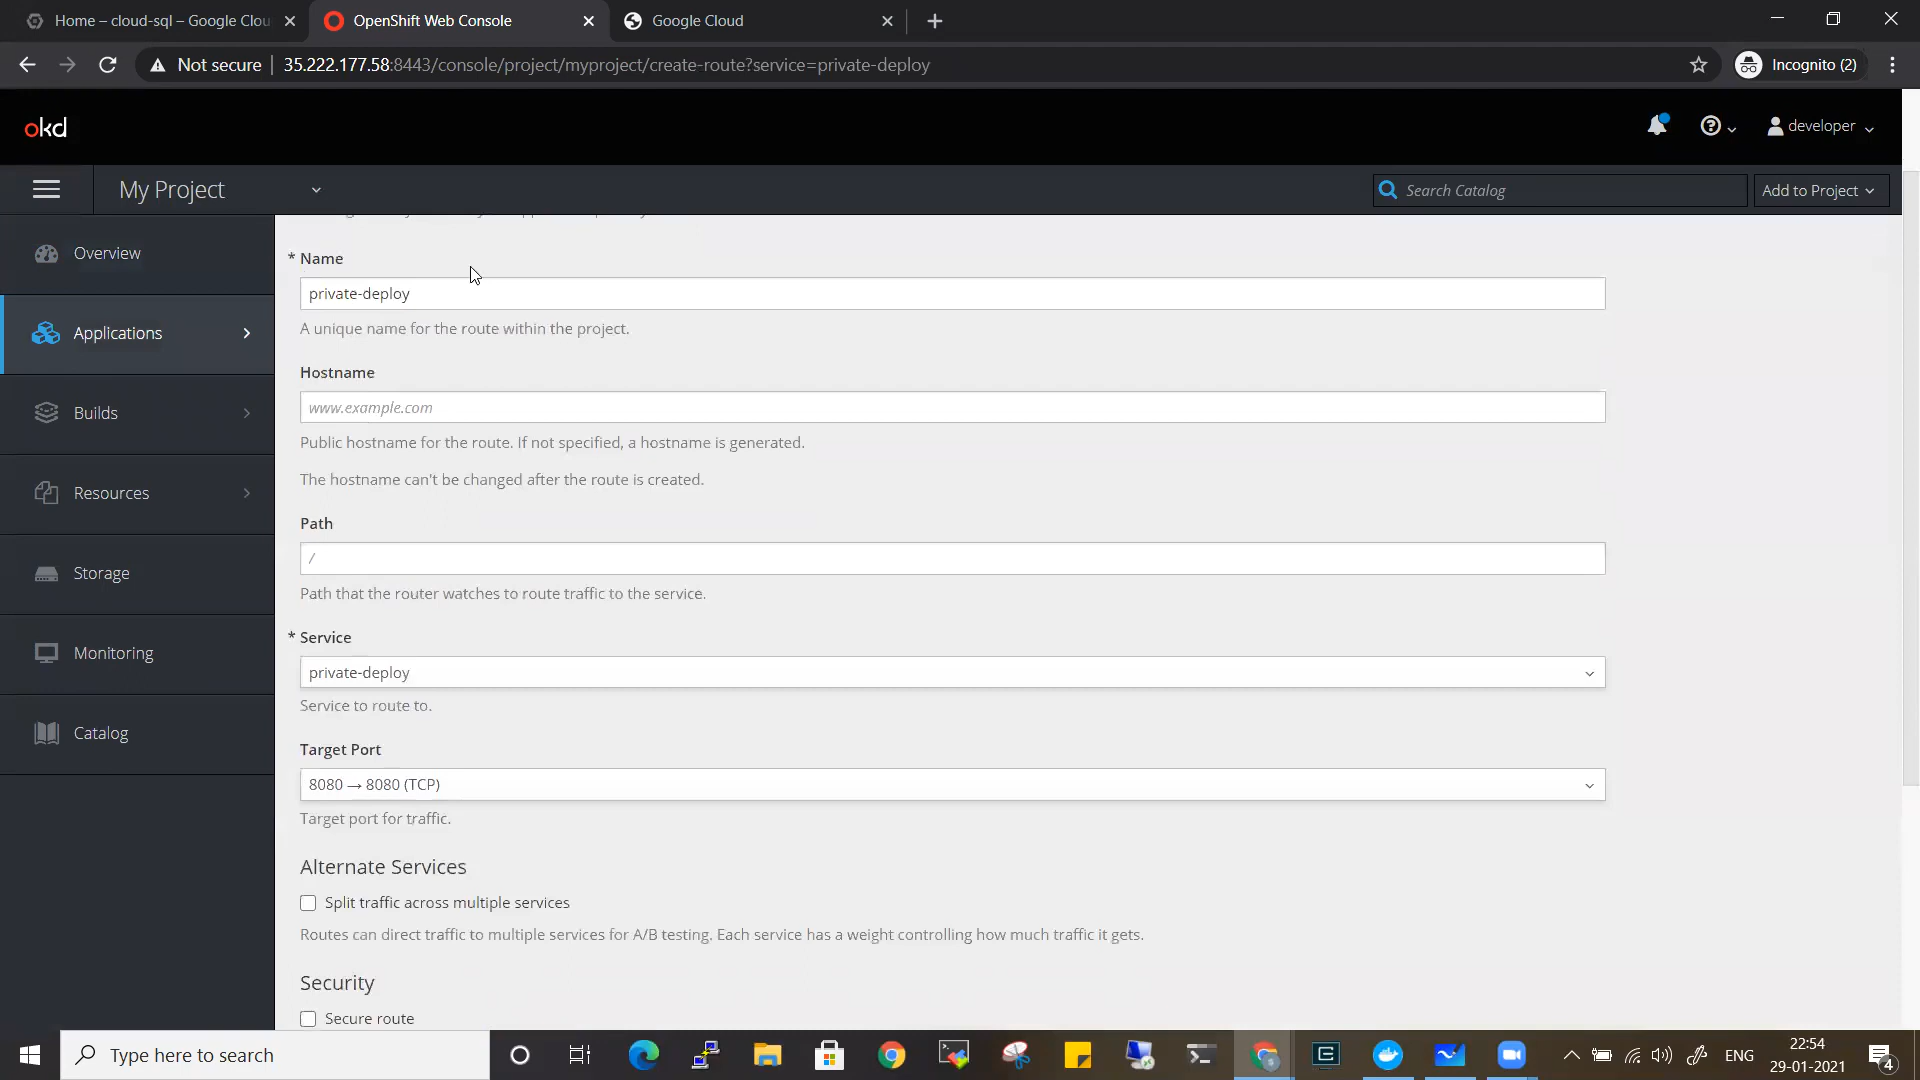 Home – cloud-sql – Google Clou
OpenShift Web Console
Google Cloud
Not secure
35.222.177.58:8443/console/project/myproject/create-route?service=private-deploy
Incognito (2)
okd
developer
My Project
Search Catalog
Add to Project
Overview
Applications
Builds
Resources
Storage
Monitoring
Catalog
* Name
private-deploy
A unique name for the route within the project.
Hostname
www.example.com
Public hostname for the route. If not specified, a hostname is generated.
The hostname can't be changed after the route is created.
Path
/
Path that the router watches to route traffic to the service.
* Service
private-deploy
Service to route to.
Target Port
8080 → 8080 (TCP)
Target port for traffic.
Alternate Services
Split traffic across multiple services
Routes can direct traffic to multiple services for A/B testing. Each service has a weight controlling how much traffic it gets.
Security
Secure route
Type here to search
ENG
22:54
29-01-2021
4